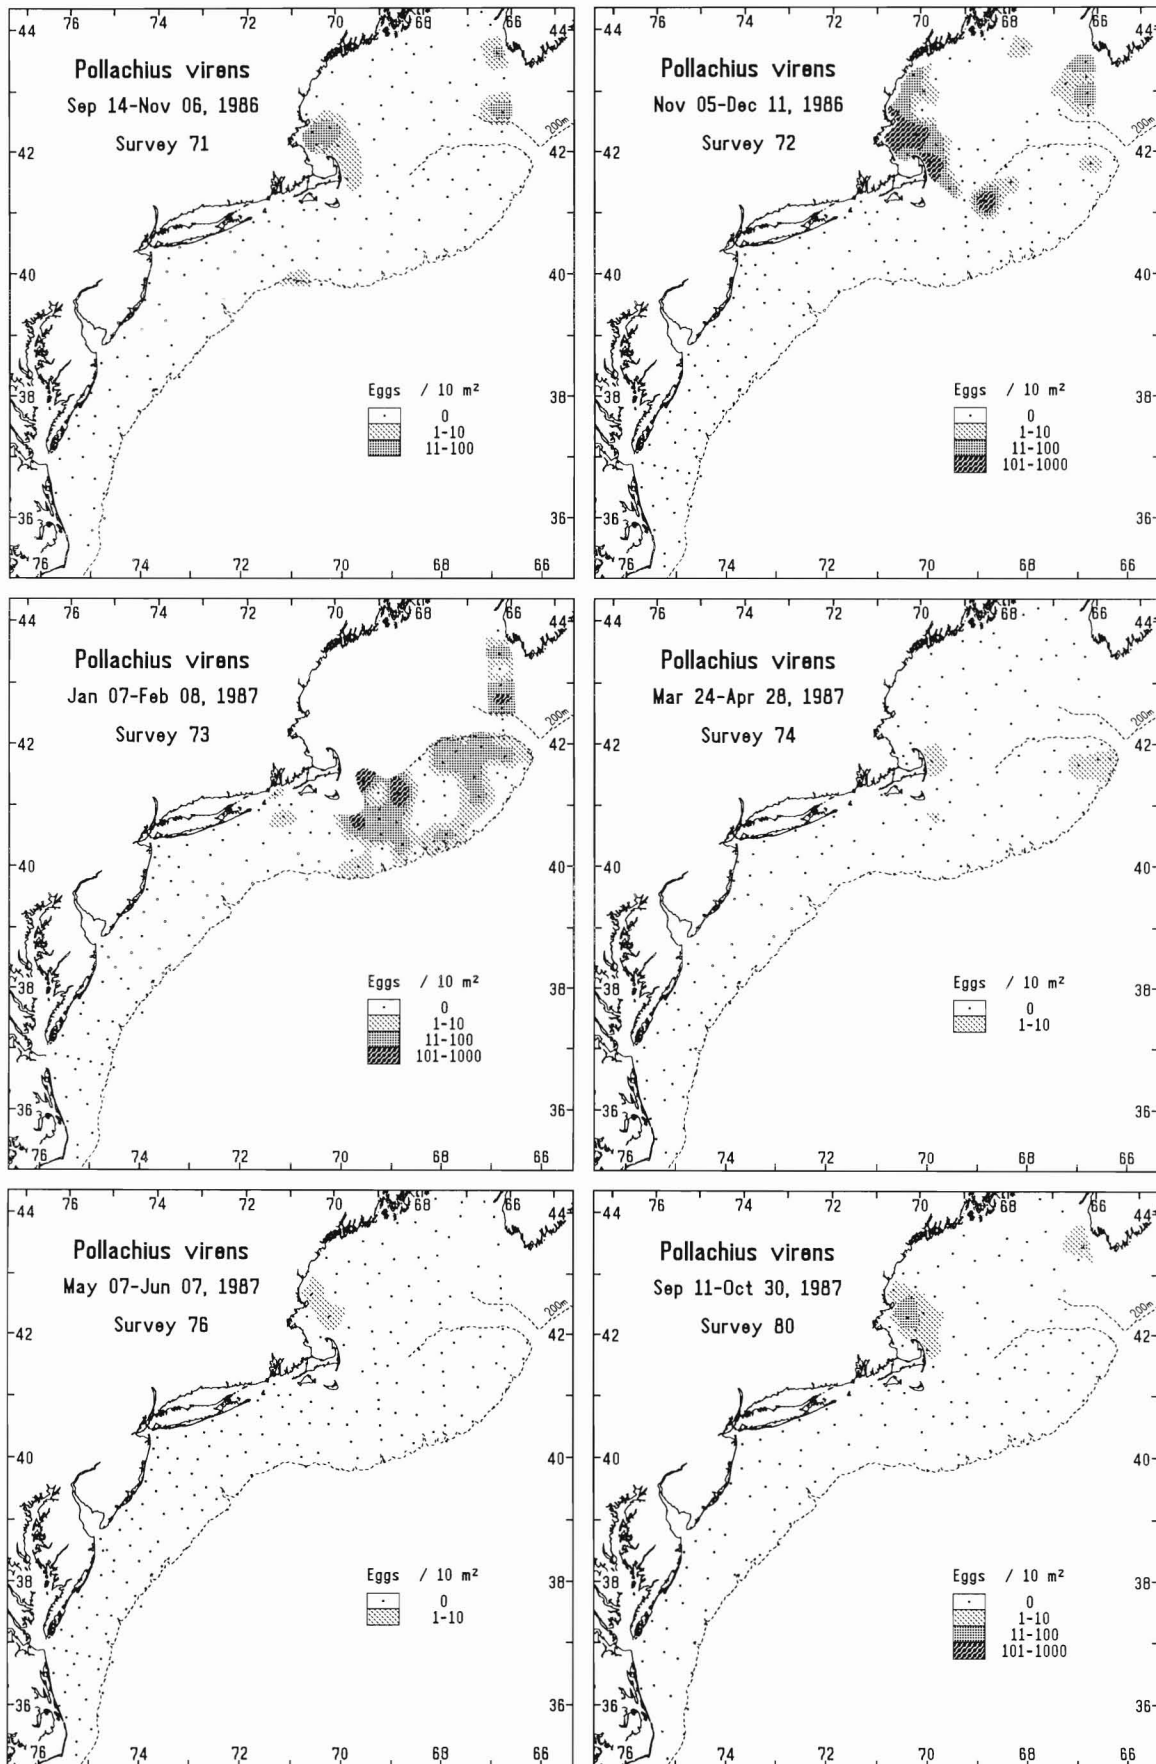 76 74 72 70 68 66
44 44
Pollachius virens
Sep 14-Nov 06, 1986
Survey 71
200m
42 42
40 40
Eggs / 10 m²
38 38
0
1-10
11-100
36 36
76 74 72 70 68 66
76 74 72 70 68 66
44 44
Pollachius virens
Nov 05-Dec 11, 1986
Survey 72
200m
42 42
40 40
Eggs / 10 m²
38 38
0
1-10
11-100
101-1000
36 36
76 74 72 70 68 66
76 74 72 70 68 66
44 44
Pollachius virens
Jan 07-Feb 08, 1987
Survey 73
200m
42 42
40 40
Eggs / 10 m²
38 38
0
1-10
11-100
101-1000
36 36
76 74 72 70 68 66
76 74 72 70 68 66
44 44
Pollachius virens
Mar 24-Apr 28, 1987
Survey 74
200m
42 42
40 40
Eggs / 10 m²
38 38
0
1-10
36 36
76 74 72 70 68 66
76 74 72 70 68 66
44 44
Pollachius virens
May 07-Jun 07, 1987
Survey 76
200m
42 42
40 40
Eggs / 10 m²
38 38
0
1-10
36 36
76 74 72 70 68 66
76 74 72 70 68 66
44 44
Pollachius virens
Sep 11-Oct 30, 1987
Survey 80
200m
42 42
40 40
Eggs / 10 m²
38 38
0
1-10
11-100
101-1000
36 36
76 74 72 70 68 66